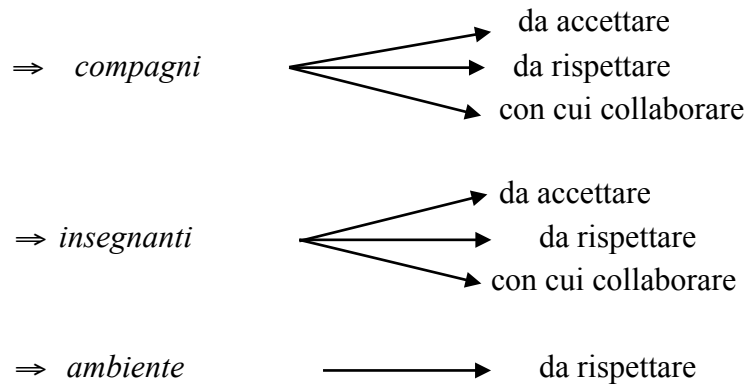 da accettare
⇒ compagni da rispettare
con cui collaborare
da accettare
⇒ insegnanti da rispettare
con cui collaborare
⇒ ambiente da rispettare